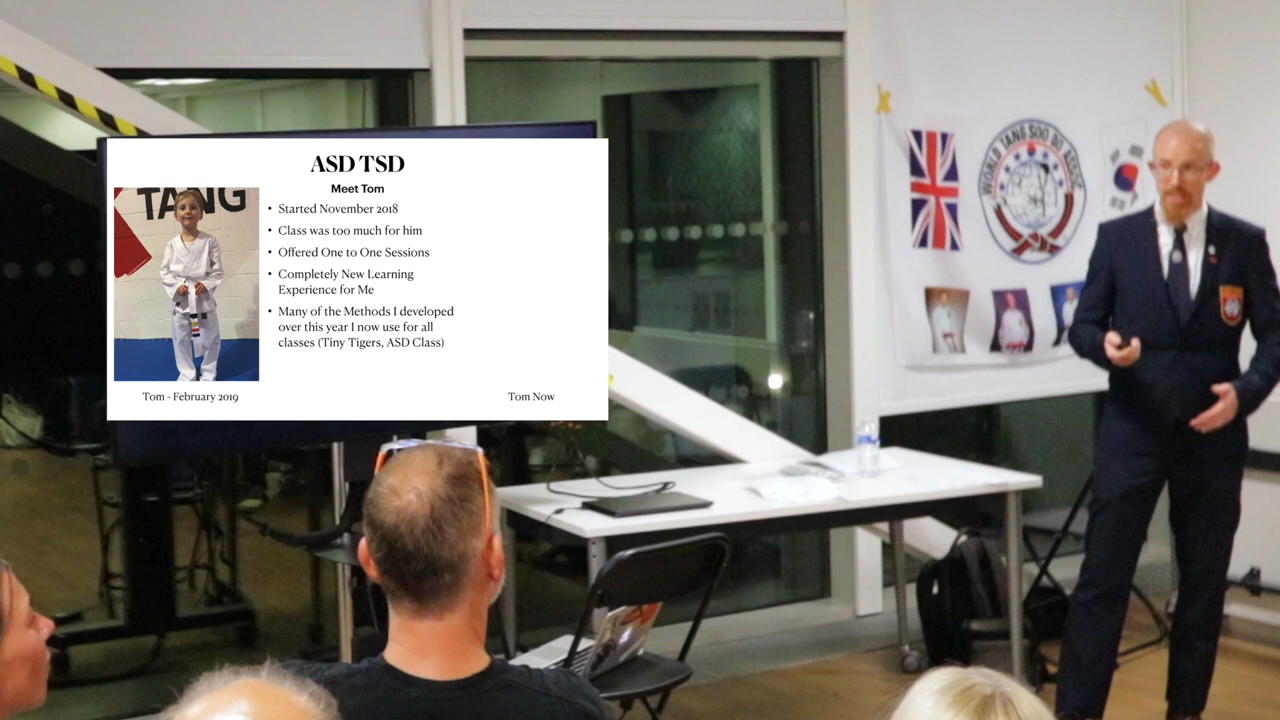 ASD TSD
Meet Tom
TANG
• Started November 2018
• Class was too much for him
• Offered One to One Sessions
• Completely New Learning
Experience for Me
• Many of the Methods I developed
over this year I now use for all
classes (Tiny Tigers, ASD Class)
Tom - February 2019
Tom Now
WORLD TANG SOO DO ASSOC.